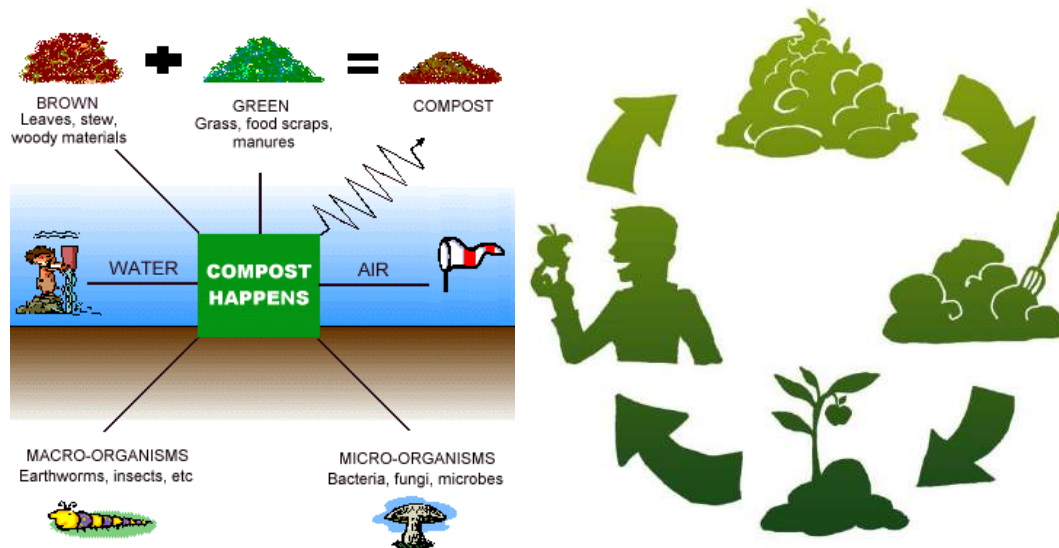 BROWN
Leaves, stew,
woody materials
GREEN
Grass, food scraps,
manures
COMPOST
WATER
COMPOST
HAPPENS
AIR
MACRO-ORGANISMS
Earthworms, insects, etc
MICRO-ORGANISMS
Bacteria, fungi, microbes